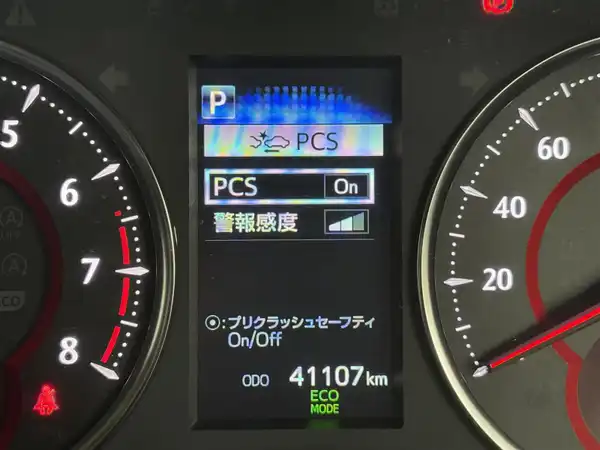 P
PCS
PCS On
警報感度
⦿:プリクラッシュセーフティ
On/Off
ODO 41107km
ECO
MODE
5
6
7
8
60
40
20